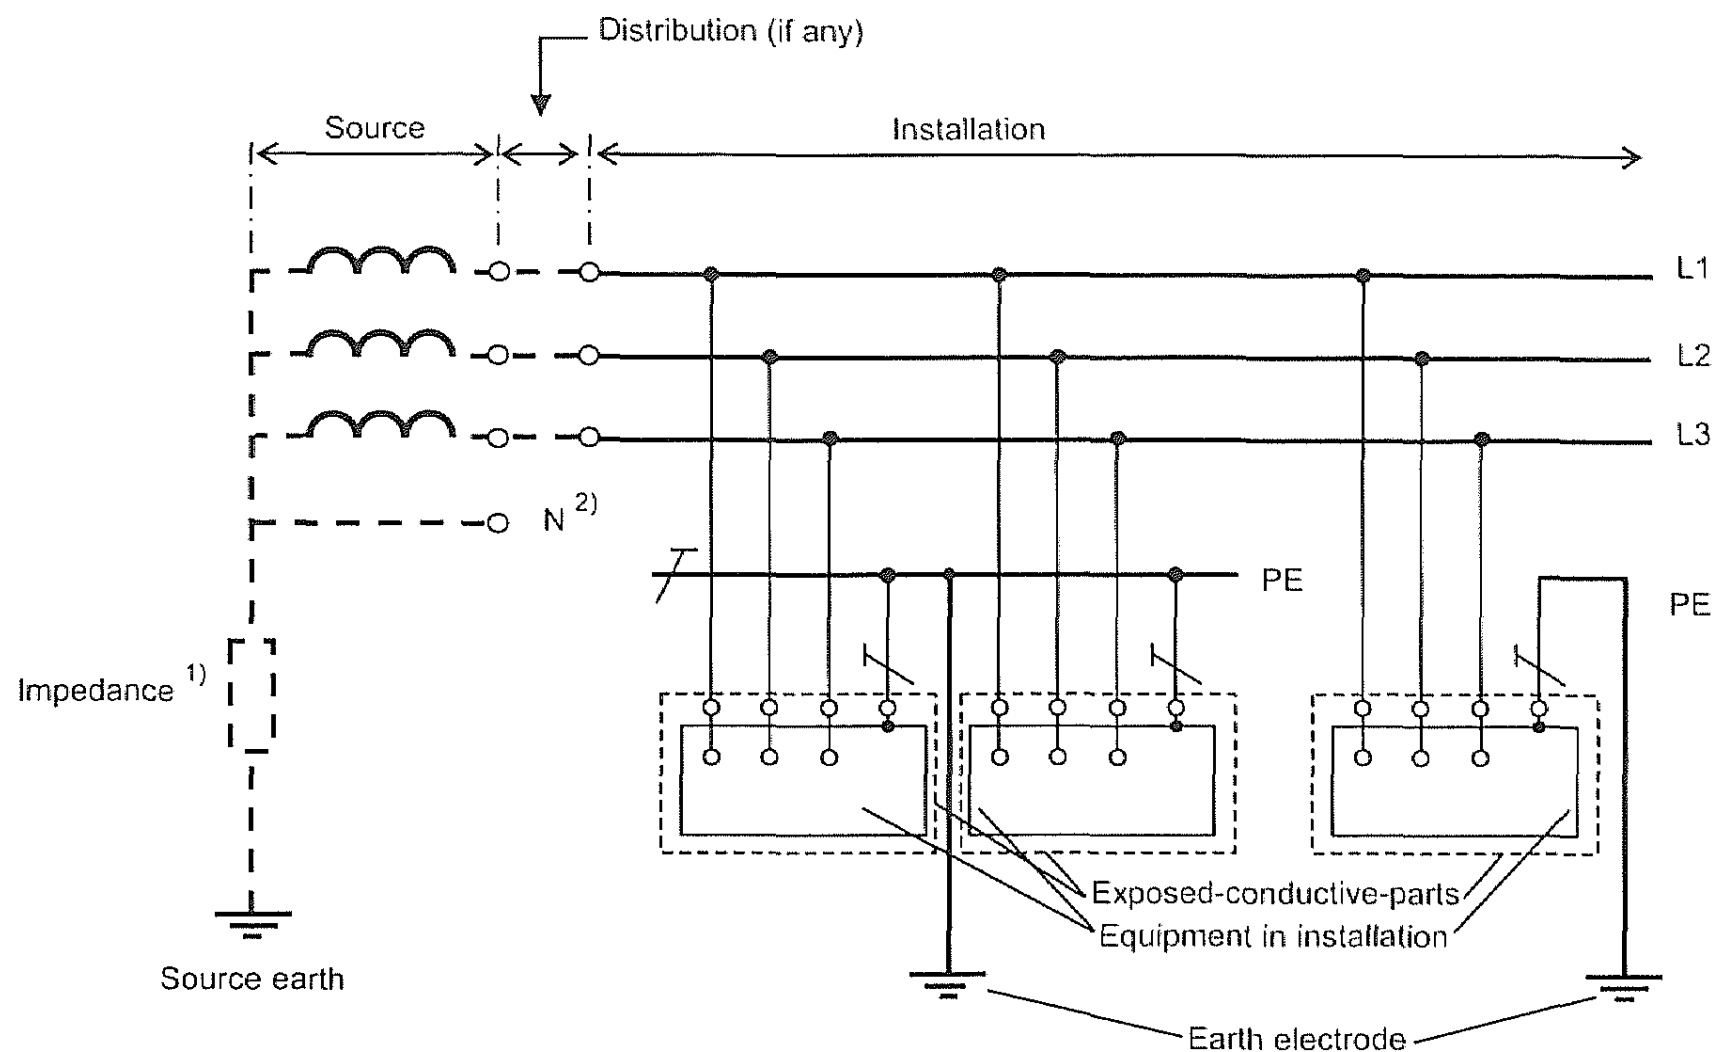 Distribution (if any)
Source
Installation
L1
L2
L3
N 2)
PE
PE
Impedance 1)
Exposed-conductive-parts
Equipment in installation
Source earth
Earth electrode